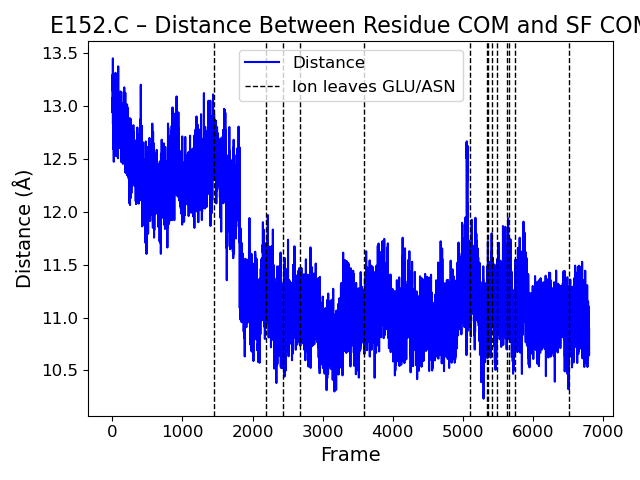 E152.C – Distance Between Residue COM and SF COM
Distance
Ion leaves GLU/ASN
Distance (Å)
13.5
13.0
12.5
12.0
11.5
11.0
10.5
0 1000 2000 3000 4000 5000 6000 7000
Frame